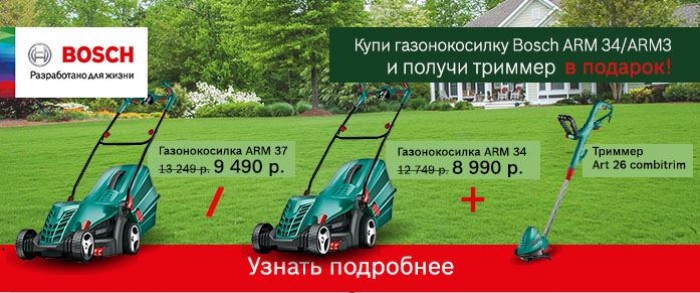 BOSCH
Разработано для жизни
Купи газонокосилку Bosch ARM 34/ARM3
и получи триммер в подарок!
Газонокосилка ARM 37
13 249 р. 9 490 р.
/
Газонокосилка ARM 34
12 749 р. 8 990 р.
+
Триммер
Art 26 combitrim
Узнать подробнее